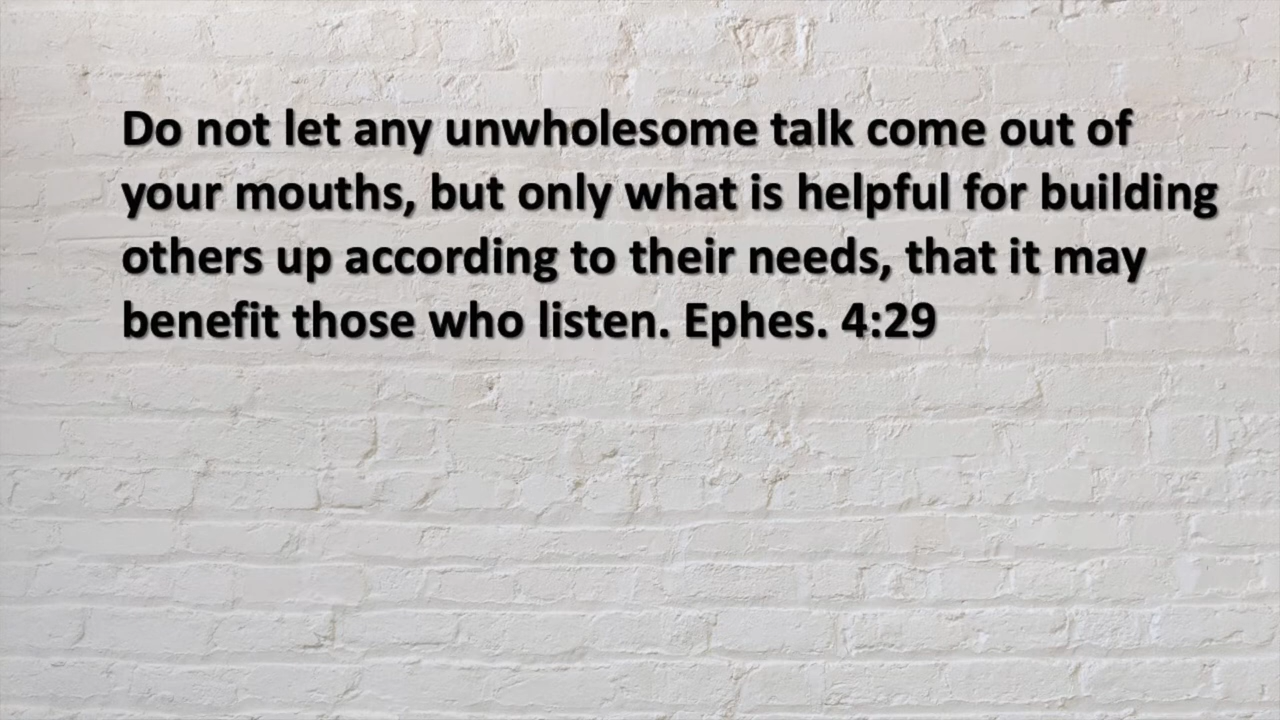 Do not let any unwholesome talk come out of
your mouths, but only what is helpful for building
others up according to their needs, that it may
benefit those who listen. Ephes. 4:29